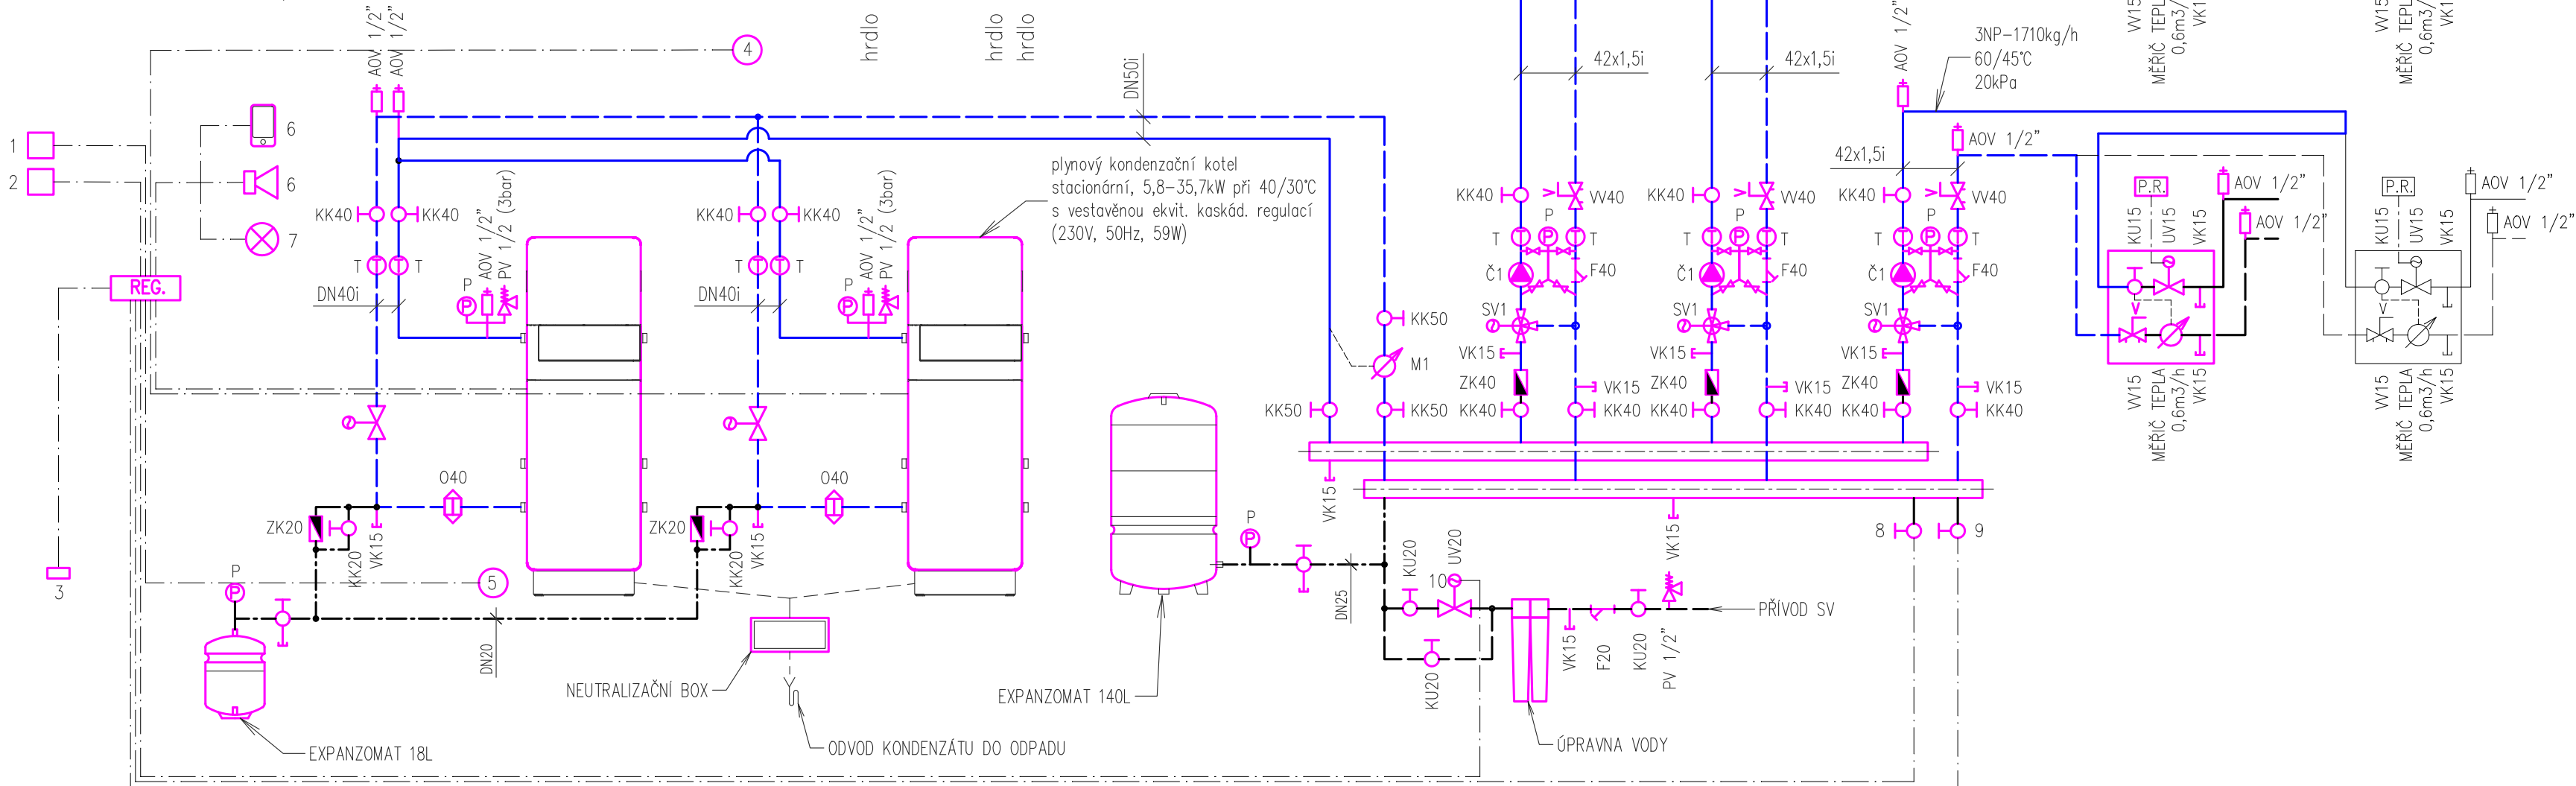 AOV 1/2"
AOV 1/2"
4
hrdlo
hrdlo
hrdlo
DN50i
42x1,5i
42x1,5i
AOV 1/2"
3NP-1710kg/h
60/45°C
20kPa
MĚŘIČ TEPLA
0,6m3/h
MĚŘIČ TEPLA
0,6m3/h
1
2
6
6
7
REG.
3
KK40
KK40
T
T
DN40i
P
P
AOV 1/2"
PV 1/2" (3bar)
KK40
KK40
T
T
DN40i
P
P
AOV 1/2"
PV 1/2" (3bar)
plynový kondenzační kotel
stacionární, 5,8-35,7kW při 40/30°C
s vestavěnou ekvit. kaskád. regulací
(230V, 50Hz, 59W)
KK50
M1
KK50
KK50
KK40
VV40
P
T
P
T
Č1
F40
SV1
VK15
ZK40
VK15
KK40
KK40
KK40
VV40
P
T
P
T
Č1
F40
SV1
VK15
ZK40
VK15
KK40
KK40
42x1,5i
AOV 1/2"
KK40
VV40
P
T
P
T
Č1
F40
SV1
VK15
ZK40
VK15
KK40
KK40
P.R.
KU15
UV15
VK15
AOV 1/2"
AOV 1/2"
V
VV15
MĚŘIČ TEPLA
0,6m3/h
VK15
P.R.
KU15
UV15
VK15
AOV 1/2"
AOV 1/2"
VV15
MĚŘIČ TEPLA
0,6m3/h
VK15
O40
ZK20
KK20
VK15
O40
ZK20
KK20
VK15
5
P
P
DN20
EXPANZOMAT 18L
NEUTRALIZAČNÍ BOX
ODVOD KONDENZÁTU DO ODPADU
EXPANZOMAT 140L
P
P
DN25
VK15
VK15
8
9
KU20
UV20
10
KU20
VK15
F20
KU20
PV 1/2"
PŘÍVOD SV
ÚPRAVNA VODY